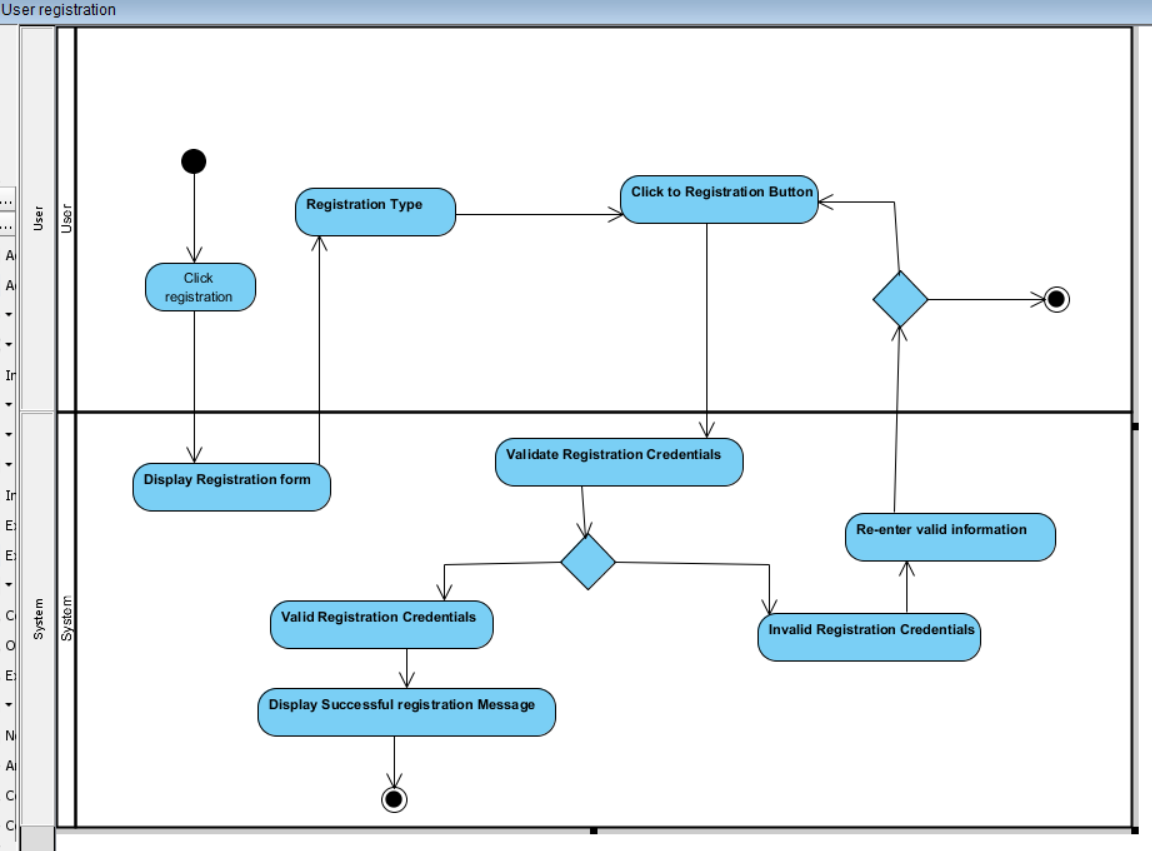 User registration
User
User
Registration Type
Click to Registration Button
Click
registration
Display Registration form
Validate Registration Credentials
Re-enter valid information
System
System
Valid Registration Credentials
Invalid Registration Credentials
Display Successful registration Message